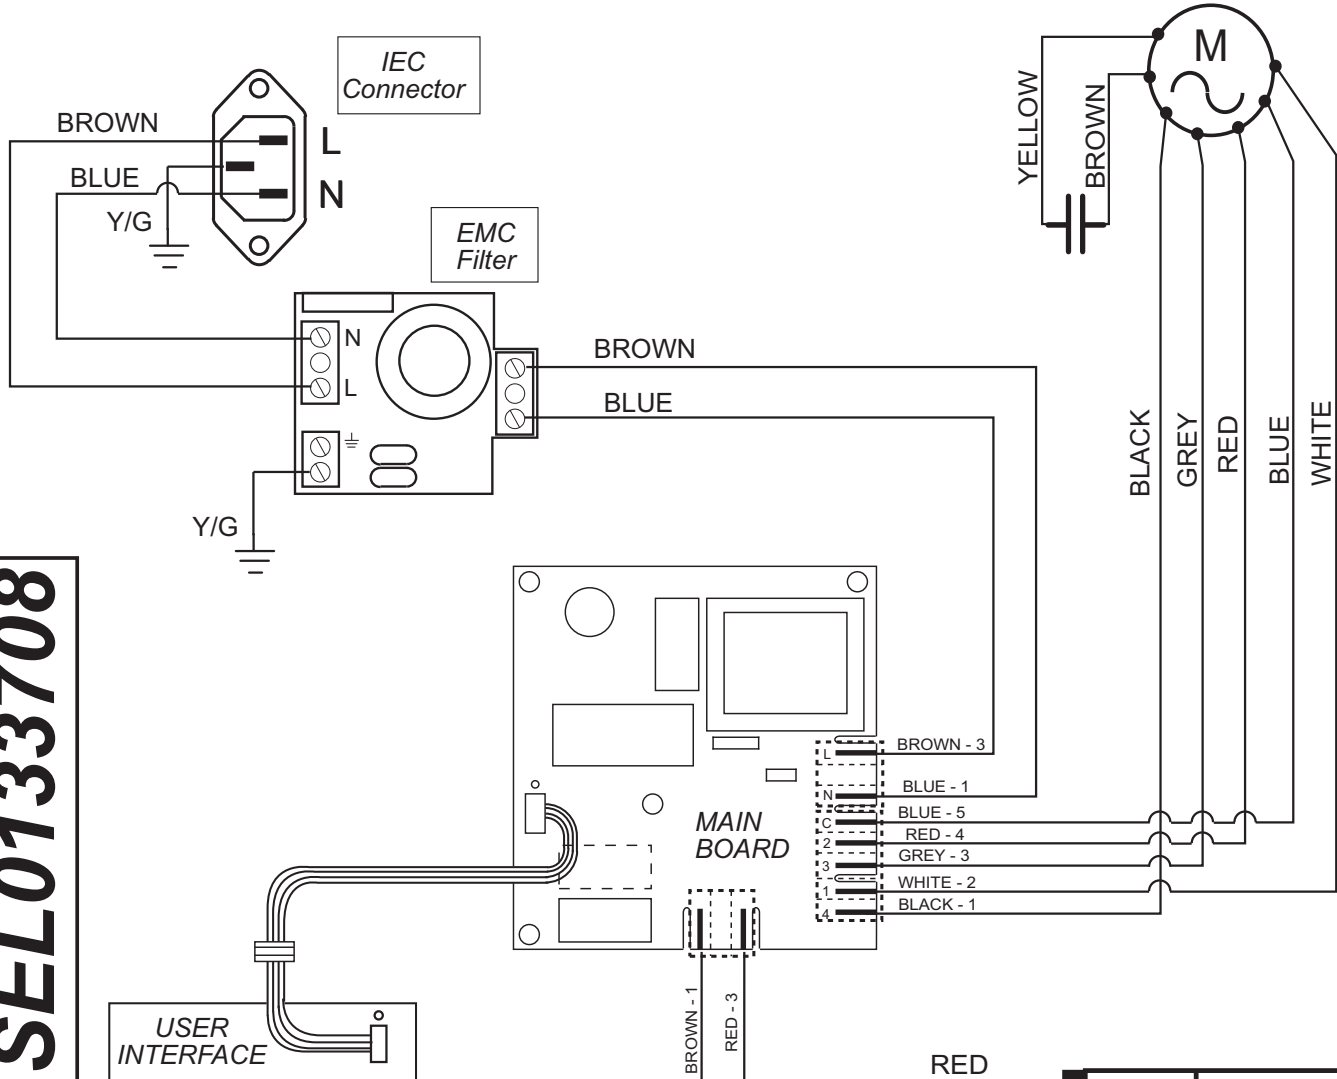 IEC
Connector
M
BROWN
L
BLUE
N
Y/G
YELLOW
BROWN
EMC
Filter
N
L
BROWN
BLUE
BLACK
GREY
RED
BLUE
WHITE
Y/G
SEL0133708
L
BROWN - 3
N
BLUE - 1
C
BLUE - 5
2
RED - 4
3
GREY - 3
1
WHITE - 2
4
BLACK - 1
MAIN
BOARD
BROWN - 1
RED - 3
USER
INTERFACE
RED